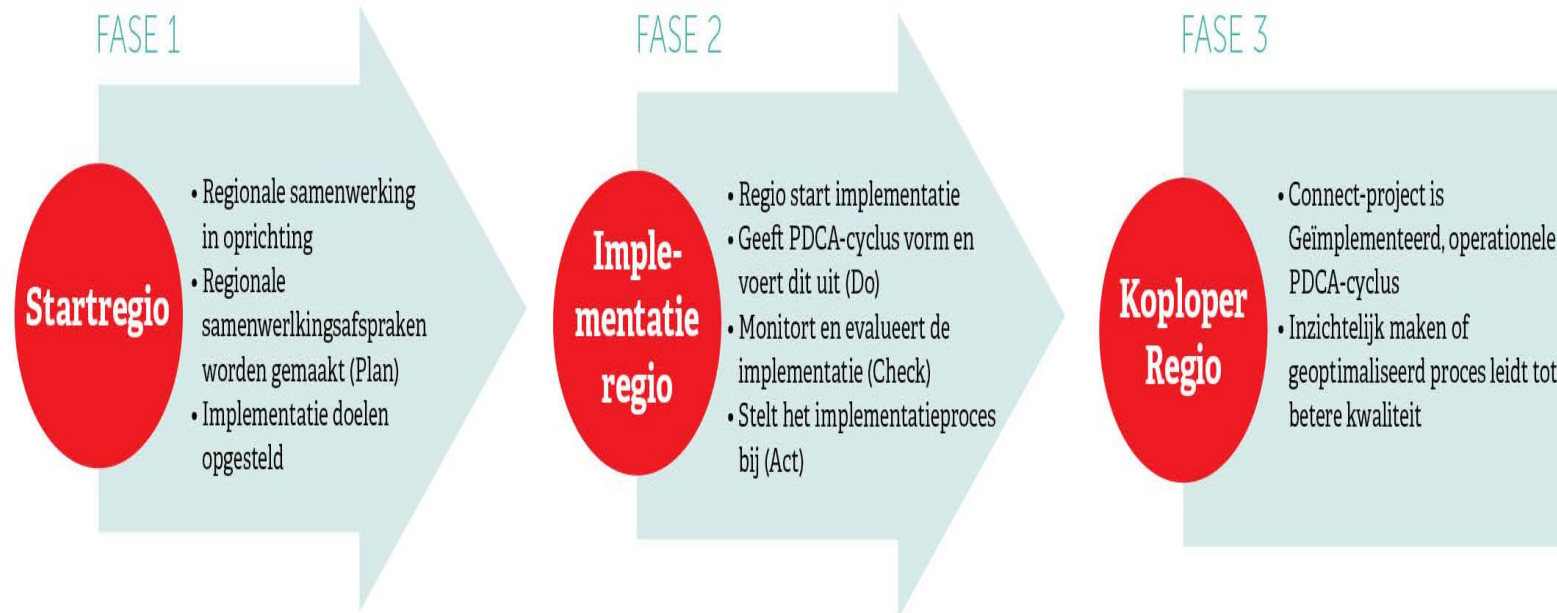 FASE 1
Startregio
• Regionale samenwerking
in oprichting
• Regionale
samenwerlkingsafspraken
worden gemaakt (Plan)
• Implementatie doelen
opgesteld
FASE 2
Imple-
mentatie
regio
• Regio start implementatie
• Geeft PDCA-cyclus vorm en
voert dit uit (Do)
• Monitort en evalueert de
implementatie (Check)
• Stelt het implementatieproces
bij (Act)
FASE 3
Koploper
Regio
• Connect-project is
Geïmplementeerd, operationele
PDCA-cyclus
• Inzichtelijk maken of
geoptimaliseerd proces leidt tot
betere kwaliteit